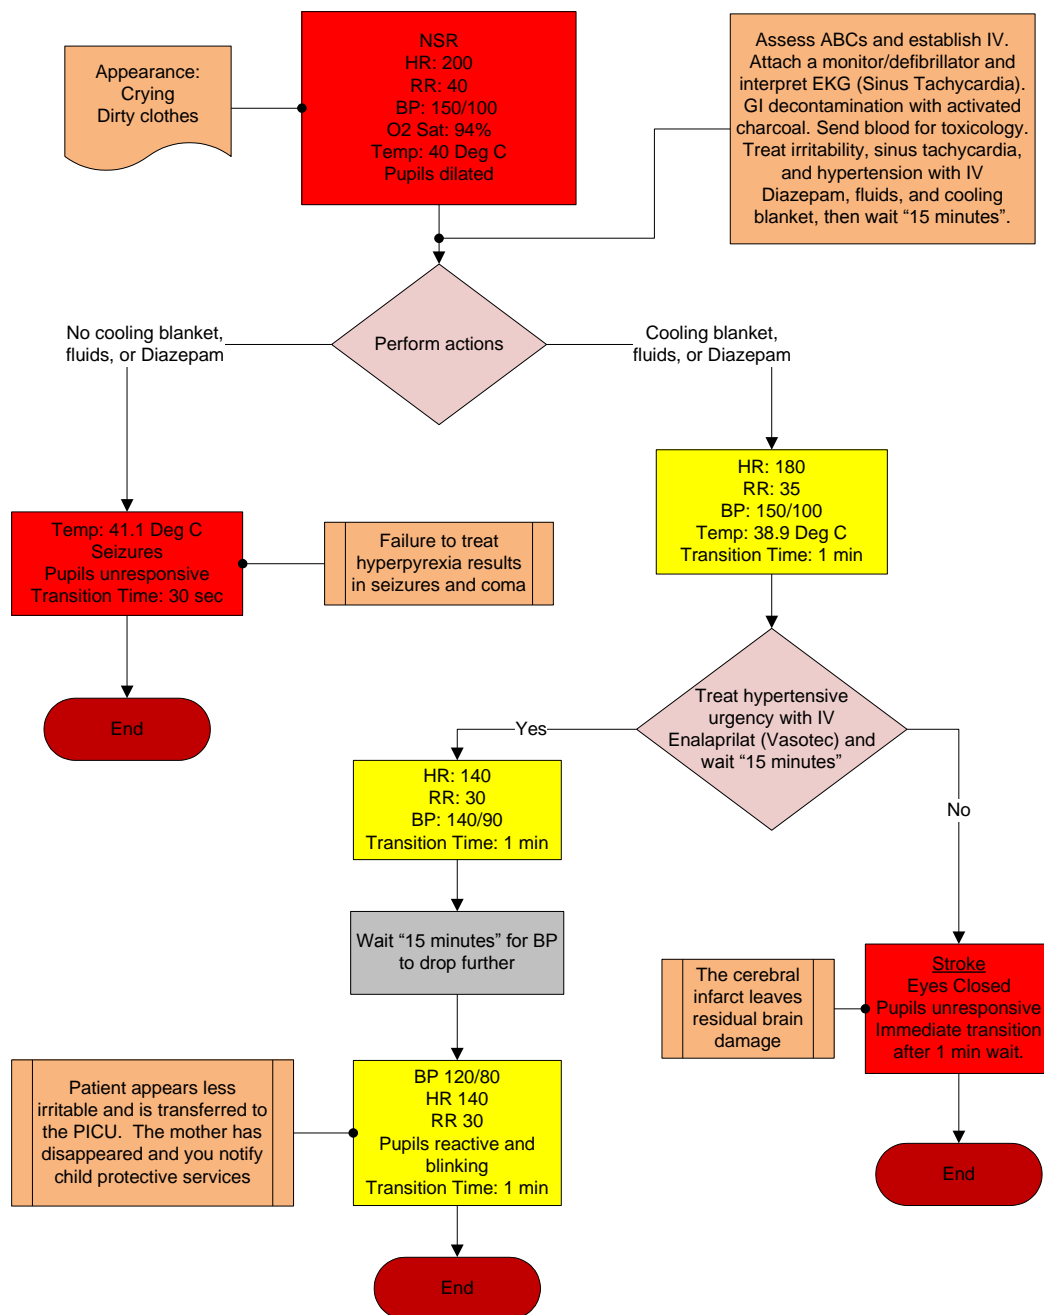 Appearance:
Crying
Dirty clothes
NSR
HR: 200
RR: 40
BP: 150/100
O2 Sat: 94%
Temp: 40 Deg C
Pupils dilated
Assess ABCs and establish IV.
Attach a monitor/defibrillator and
interpret EKG (Sinus Tachycardia).
GI decontamination with activated
charcoal. Send blood for toxicology.
Treat irritability, sinus tachycardia,
and hypertension with IV
Diazepam, fluids, and cooling
blanket, then wait “15 minutes”.
Perform actions
No cooling blanket,
fluids, or Diazepam
Cooling blanket,
fluids, or Diazepam
Temp: 41.1 Deg C
Seizures
Pupils unresponsive
Transition Time: 30 sec
Failure to treat
hyperpyrexia results
in seizures and coma
End
HR: 180
RR: 35
BP: 150/100
Temp: 38.9 Deg C
Transition Time: 1 min
Treat hypertensive
urgency with IV
Enalaprilat (Vasotec) and
wait “15 minutes”
Yes
No
HR: 140
RR: 30
BP: 140/90
Transition Time: 1 min
Wait “15 minutes” for BP
to drop further
The cerebral
infarct leaves
residual brain
damage
Stroke
Eyes Closed
Pupils unresponsive
Immediate transition
after 1 min wait.
End
Patient appears less
irritable and is transferred to
the PICU.  The mother has
disappeared and you notify
child protective services
BP 120/80
HR 140
RR 30
Pupils reactive and
blinking
Transition Time: 1 min
End